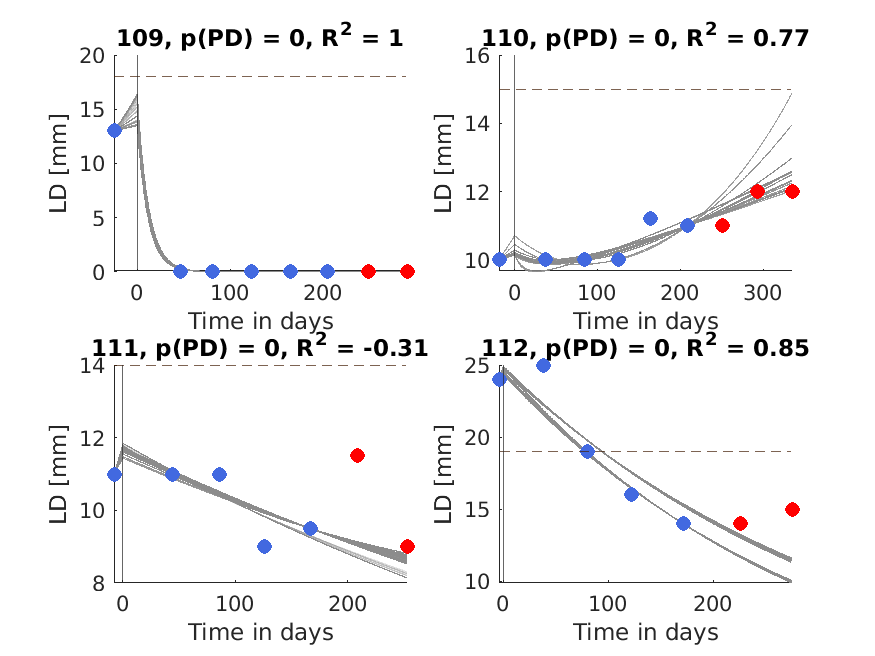 109, p(PD) = 0, R² = 1
20
15
10
5
0
LD [mm]
0 100 200
Time in days
110, p(PD) = 0, R² = 0.77
16
14
12
10
LD [mm]
0 100 200 300
Time in days
111, p(PD) = 0, R² = -0.31
14
12
10
8
LD [mm]
0 100 200
Time in days
112, p(PD) = 0, R² = 0.85
25
20
15
10
LD [mm]
0 100 200
Time in days